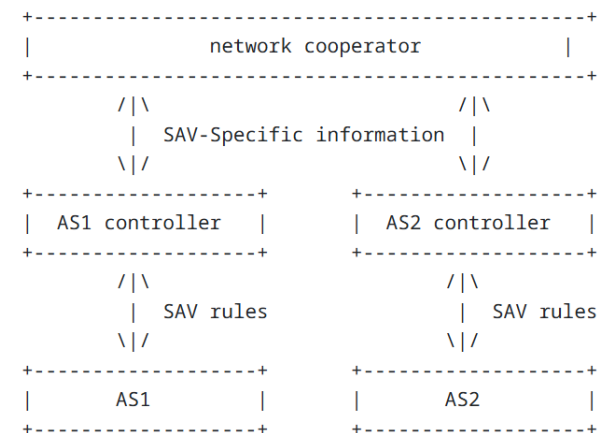 +-----------------------------------------------+
|               network cooperator            |
+-----------------------------------------------+
/|\ /|\
| SAV-Specific information |
\|/ \|/
+-------------------+ +-------------------+
| AS1 controller | | AS2 controller |
+-------------------+ +-------------------+
/|\ /|\
| SAV rules | SAV rules
\|/ \|/
+-------------------+ +-------------------+
| AS1 | | AS2 |
+-------------------+ +-------------------+